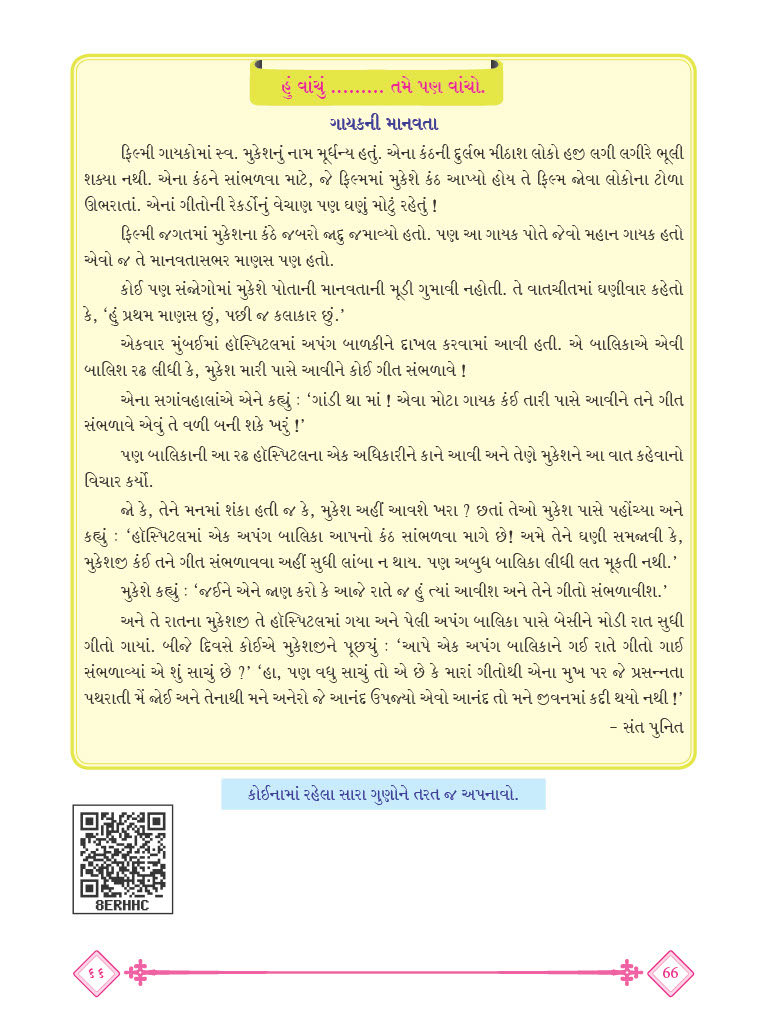 હું વાંચું ......... તમે પણ વાંચો.
ગાયકની માનવતા
ફિલ્મી ગાયકોમાં સ્વ. મુકેશનું નામ મૂર્ધન્ય હતું. એના કંઠની દુર્લભ મીઠાશ લોકો હજી લગી લગીરે ભૂલી
શક્યા નથી. એના કંઠને સાંભળવા માટે, જે ફિલ્મમાં મુકેશે કંઠ આપ્યો હોય તે ફિલ્મ જોવા લોકોના ટોળા
ઊભરાતાં. એનાં ગીતોની રેકર્ડોનું વેચાણ પણ ઘણું મોટું રહેતું !
ફિલ્મી જગતમાં મુકેશના કંઠે જબરો જાદુ જમાવ્યો હતો. પણ આ ગાયક પોતે જેવો મહાન ગાયક હતો
એવો જ તે માનવતાસભર માણસ પણ હતો.
કોઈ પણ સંજોગોમાં મુકેશે પોતાની માનવતાની મૂડી ગુમાવી નહોતી. તે વાતચીતમાં ઘણીવાર કહેતો
કે, ‘હું પ્રથમ માણસ છું, પછી જ કલાકાર છું.’
એકવાર મુંબઈમાં હૉસ્પિટલમાં અપંગ બાળકીને દાખલ કરવામાં આવી હતી. એ બાલિકાએ એવી
બાલિશ રઢ લીધી કે, મુકેશ મારી પાસે આવીને કોઈ ગીત સંભળાવે !
એના સગાંવહાલાંએ એને કહ્યું : ‘ગાંડી થા માં ! એવા મોટા ગાયક કંઈ તારી પાસે આવીને તને ગીત
સંભળાવે એવું તે વળી બની શકે ખરું !’
પણ બાલિકાની આ રઢ હૉસ્પિટલના એક અધિકારીને કાને આવી અને તેણે મુકેશને આ વાત કહેવાનો
વિચાર કર્યો.
જો કે, તેને મનમાં શંકા હતી જ કે, મુકેશ અહીં આવશે ખરા ? છતાં તેઓ મુકેશ પાસે પહોંચ્યા અને
કહ્યું : ‘હૉસ્પિટલમાં એક અપંગ બાલિકા આપનો કંઠ સાંભળવા માગે છે! અમે તેને ઘણી સમજાવી કે,
મુકેશજી કંઈ તને ગીત સંભળાવવા અહીં સુધી લાંબા ન થાય. પણ અબુધ બાલિકા લીધી લત મૂકતી નથી.’
મુકેશે કહ્યું : ‘જઈને એને જાણ કરો કે આજે રાતે જ હું ત્યાં આવીશ અને તેને ગીતો સંભળાવીશ.’
અને તે રાતના મુકેશજી તે હૉસ્પિટલમાં ગયા અને પેલી અપંગ બાલિકા પાસે બેસીને મોડી રાત સુધી
ગીતો ગાયાં. બીજે દિવસે કોઈએ મુકેશજીને પૂછ્યું : ‘આપે એક અપંગ બાલિકાને ગઈ રાતે ગીતો ગાઈ
સંભળાવ્યાં એ શું સાચું છે ?’ ‘હા, પણ વધુ સાચું તો એ છે કે મારાં ગીતોથી એના મુખ પર જે પ્રસન્નતા
પથરાતી મેં જોઈ અને તેનાથી મને અનેરો જે આનંદ ઉપજ્યો એવો આનંદ તો મને જીવનમાં કદી થયો નથી !’
– સંત પુનિત
કોઈનામાં રહેલા સારા ગુણોને તરત જ અપનાવો.
8ERHHC
૬૬
66